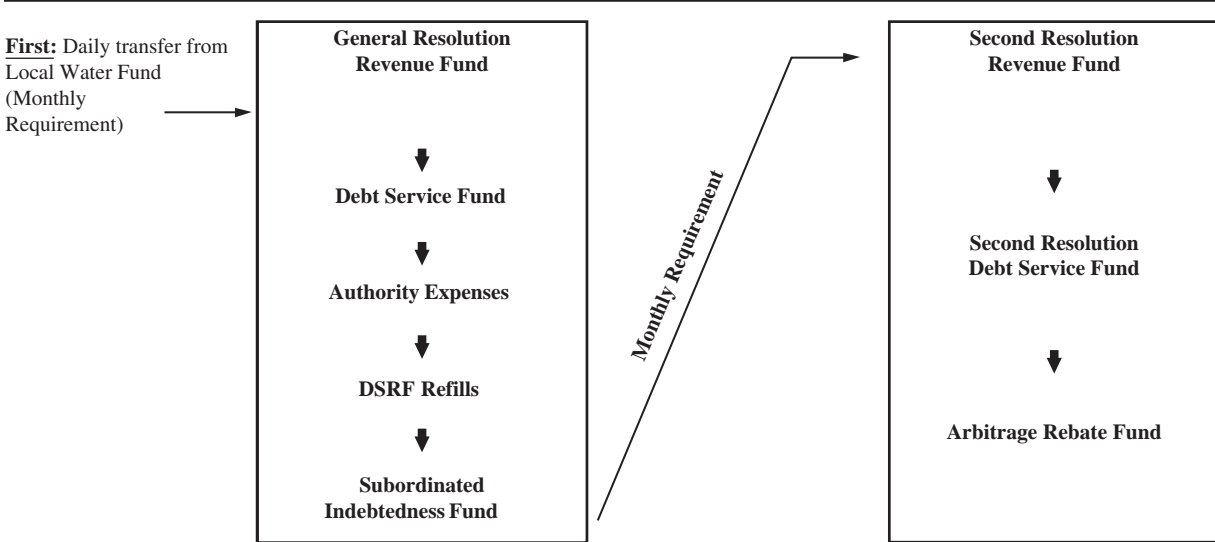 First: Daily transfer from
Local Water Fund
(Monthly
Requirement)
General Resolution
Revenue Fund
Debt Service Fund
Authority Expenses
DSRF Refills
Subordinated
Indebtedness Fund
Monthly Requirement
Second Resolution
Revenue Fund
Second Resolution
Debt Service Fund
Arbitrage Rebate Fund